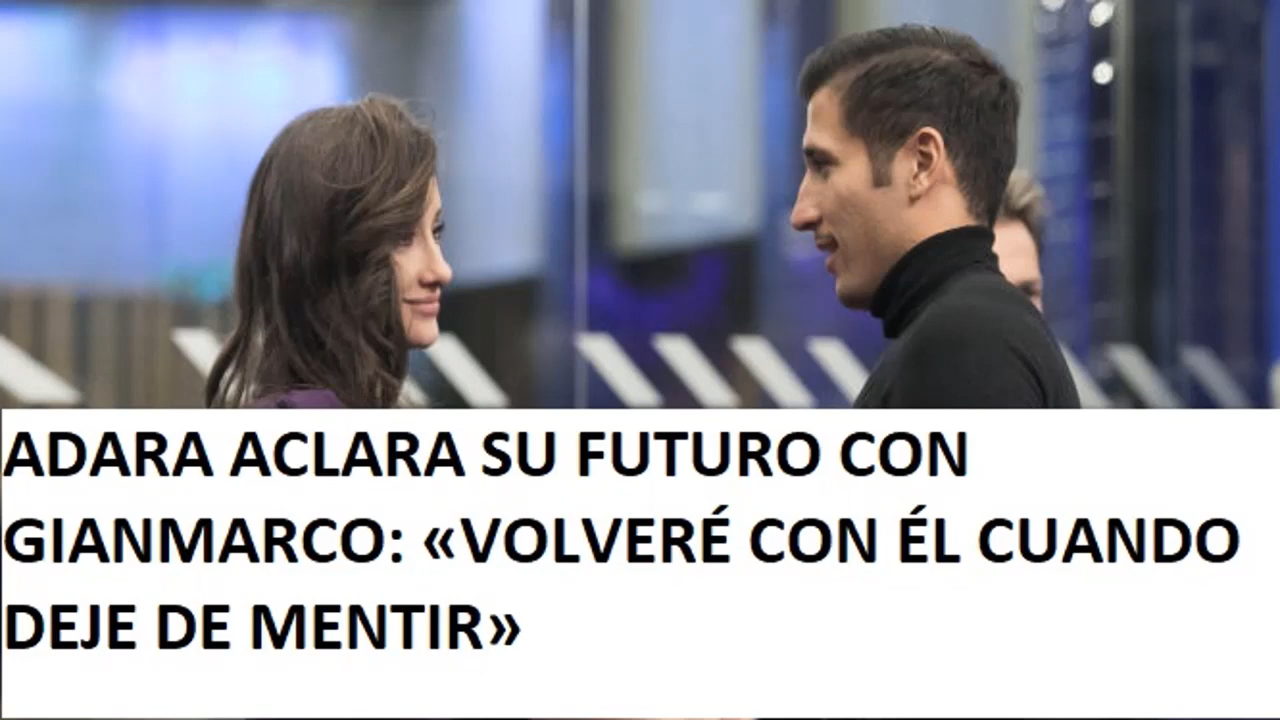 ADARA ACLARA SU FUTURO CON
GIANMARCO: «VOLVERÉ CON ÉL CUANDO
DEJE DE MENTIR»